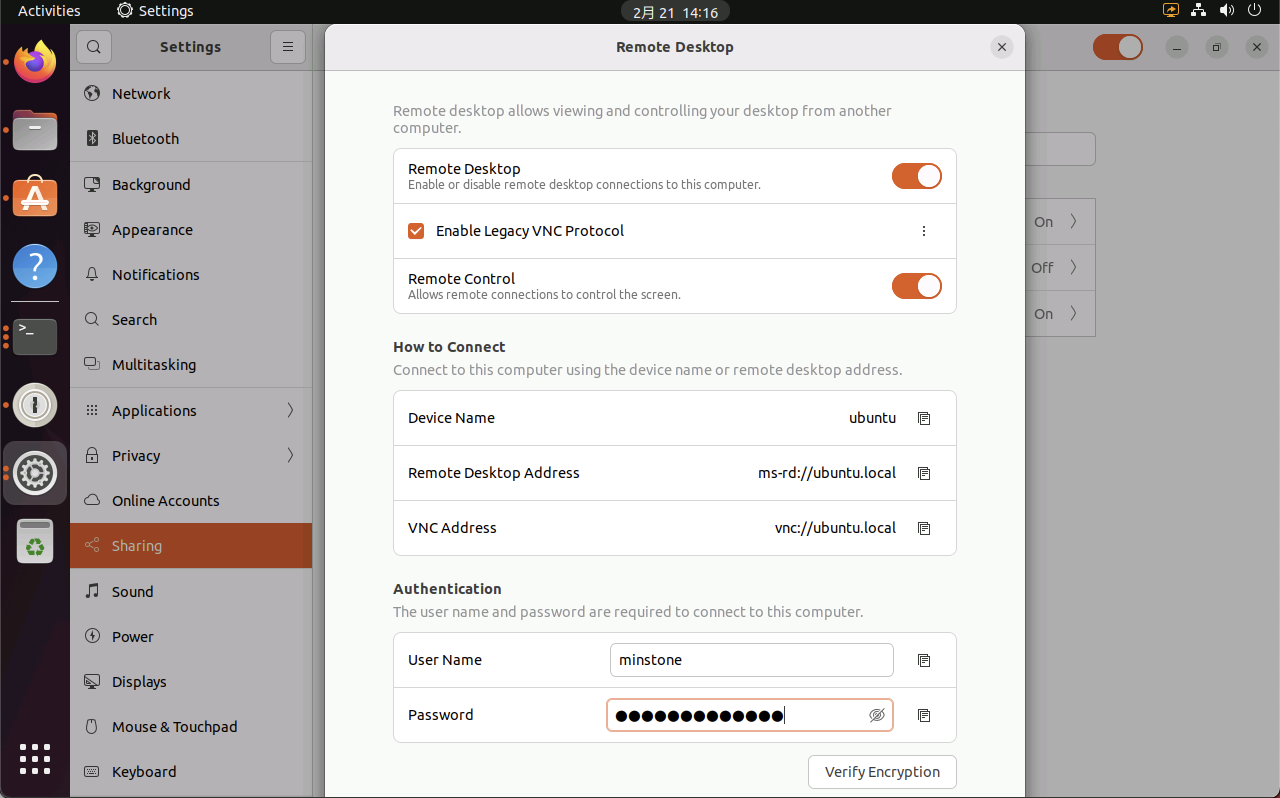 Activities
Settings
2月 21 14:16
Settings
Network
Bluetooth
Background
Appearance
Notifications
Search
Multitasking
Applications
Privacy
Online Accounts
Sharing
Sound
Power
Displays
Mouse & Touchpad
Keyboard
Remote Desktop
Remote desktop allows viewing and controlling your desktop from another
computer.
Remote Desktop
Enable or disable remote desktop connections to this computer.
Enable Legacy VNC Protocol
Remote Control
Allows remote connections to control the screen.
How to Connect
Connect to this computer using the device name or remote desktop address.
Device Name
ubuntu
Remote Desktop Address
ms-rd://ubuntu.local
VNC Address
vnc://ubuntu.local
Authentication
The user name and password are required to connect to this computer.
User Name
minstone
Password
●●●●●●●●●●●●●
Verify Encryption
On
Off
On